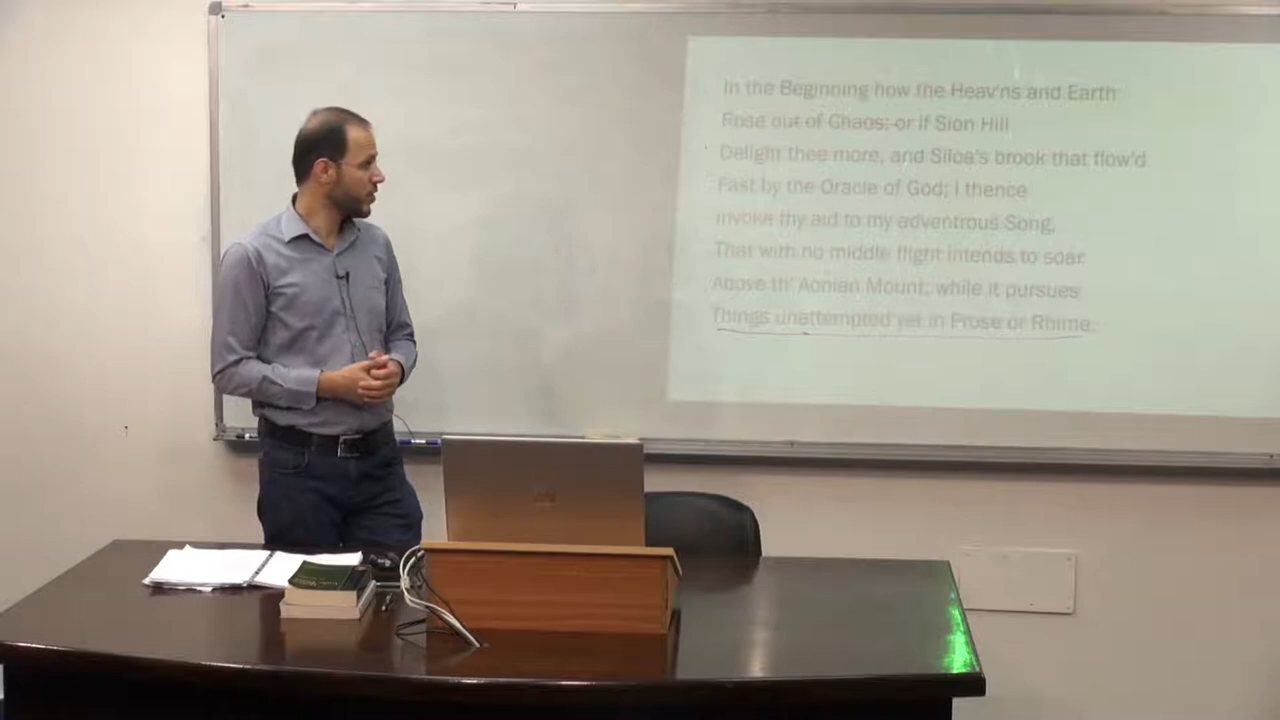 In the Beginning how the Heav'ns and Earth
Rose out of Chaos: or if Sion Hill
Delight thee more, and Siloa's brook that flow'd
Fast by the Oracle of God; I thence
Invoke thy aid to my adventrous Song,
That with no middle flight intends to soar
Above th' Aonian Mount, while it pursues
Things unattempted yet in Prose or Rhime.